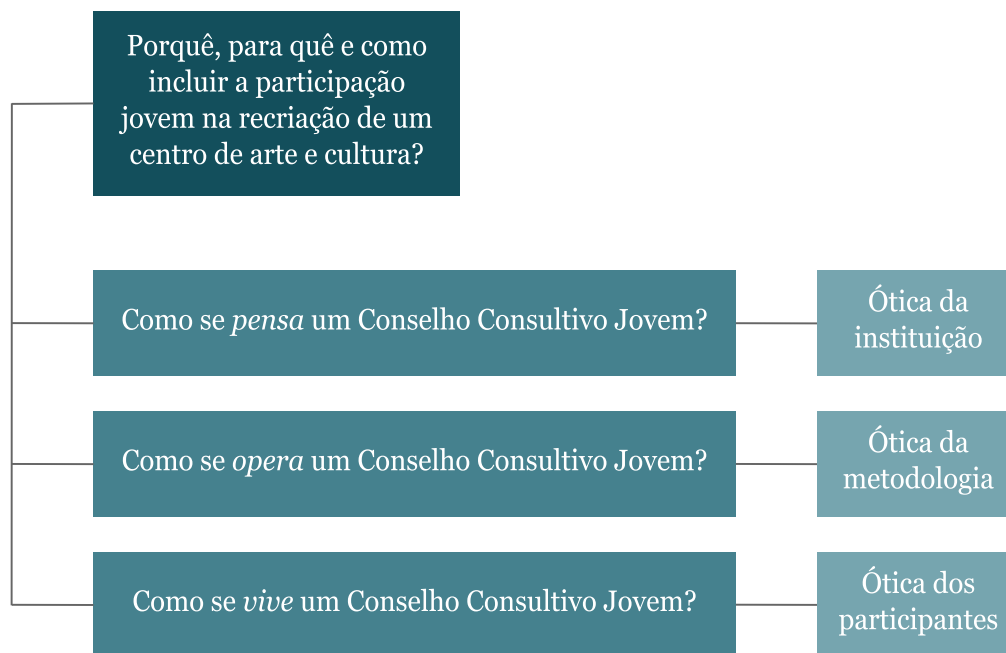 Porquê, para quê e como
incluir a participação
jovem na recriação de um
centro de arte e cultura?
Como se pensa um Conselho Consultivo Jovem?
Ótica da
instituição
Como se opera um Conselho Consultivo Jovem?
Ótica da
metodologia
Como se vive um Conselho Consultivo Jovem?
Ótica dos
participantes